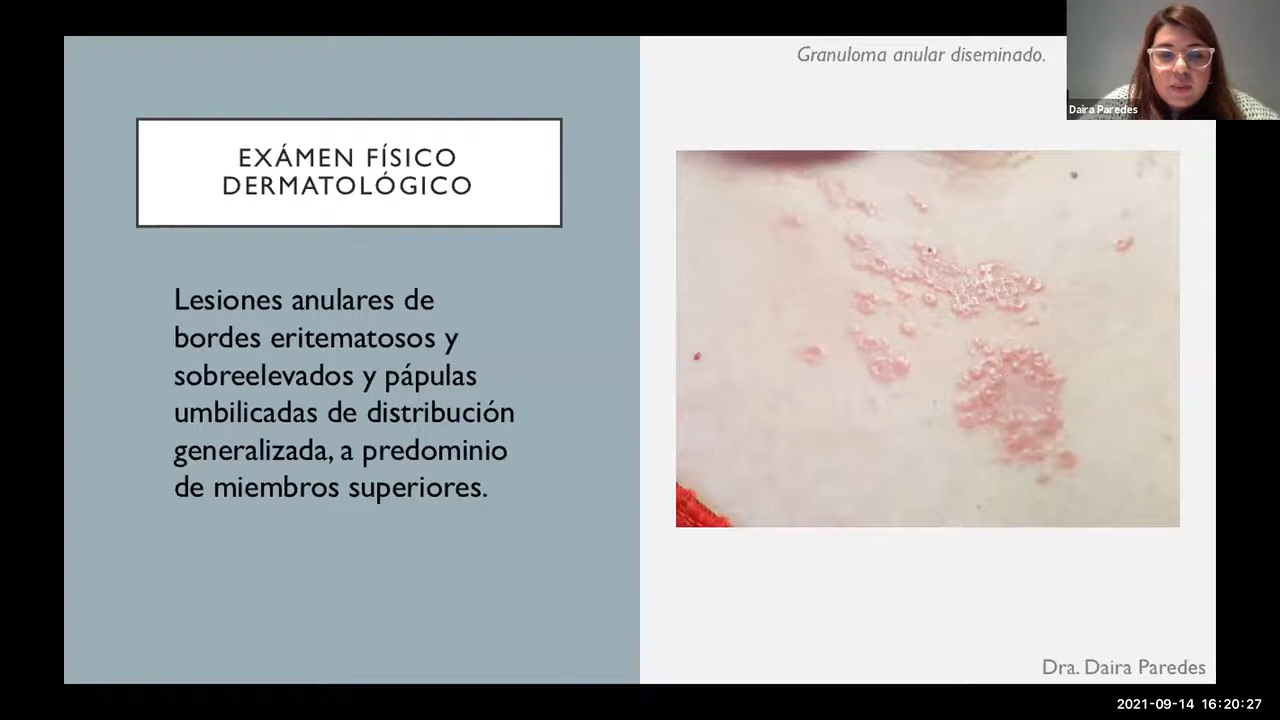 Granuloma anular diseminado.
Daira Paredes
EXÁMEN FÍSICO
DERMATOLÓGICO
Lesiones anulares de
bordes eritematosos y
sobreelevados y pápulas
umbilicadas de distribución
generalizada, a predominio
de miembros superiores.
Dra. Daira Paredes
2021-09-14 16:20:27